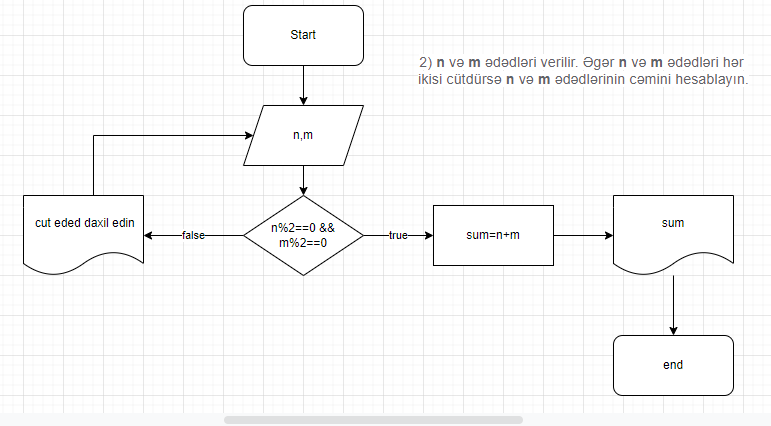 Start
2) n və m ədədləri verilir. Əgər n və m ədədləri hər
ikisi cütdürsə n və m ədədlərinin cəmini hesablayın.
n,m
cut eded daxil edin
false
n%2==0 &&
m%2==0
true
sum=n+m
sum
end